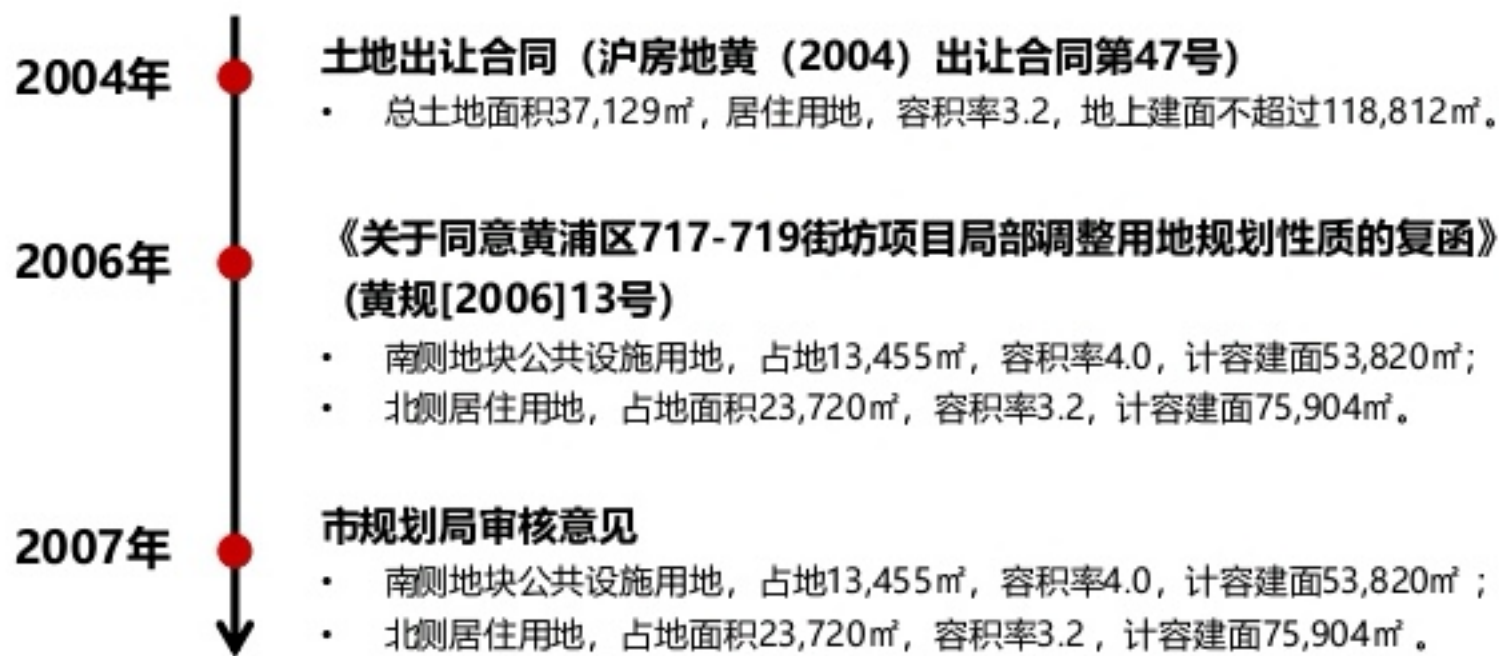 2004年
土地出让合同（沪房地黄（2004）出让合同第47号）
• 总土地面积37,129㎡，居住用地，容积率3.2，地上建面不超过118,812㎡。
2006年
《关于同意黄浦区717-719街坊项目局部调整用地规划性质的复函》
(黄规[2006]13号）
• 南侧地块公共设施用地，占地13,455㎡，容积率4.0，计容建面53,820㎡；
• 北侧居住用地，占地面积23,720㎡，容积率3.2，计容建面75,904㎡。
2007年
市规划局审核意见
• 南侧地块公共设施用地，占地13,455㎡，容积率4.0，计容建面53,820㎡；
• 北侧居住用地，占地面积23,720㎡，容积率3.2，计容建面75,904㎡。